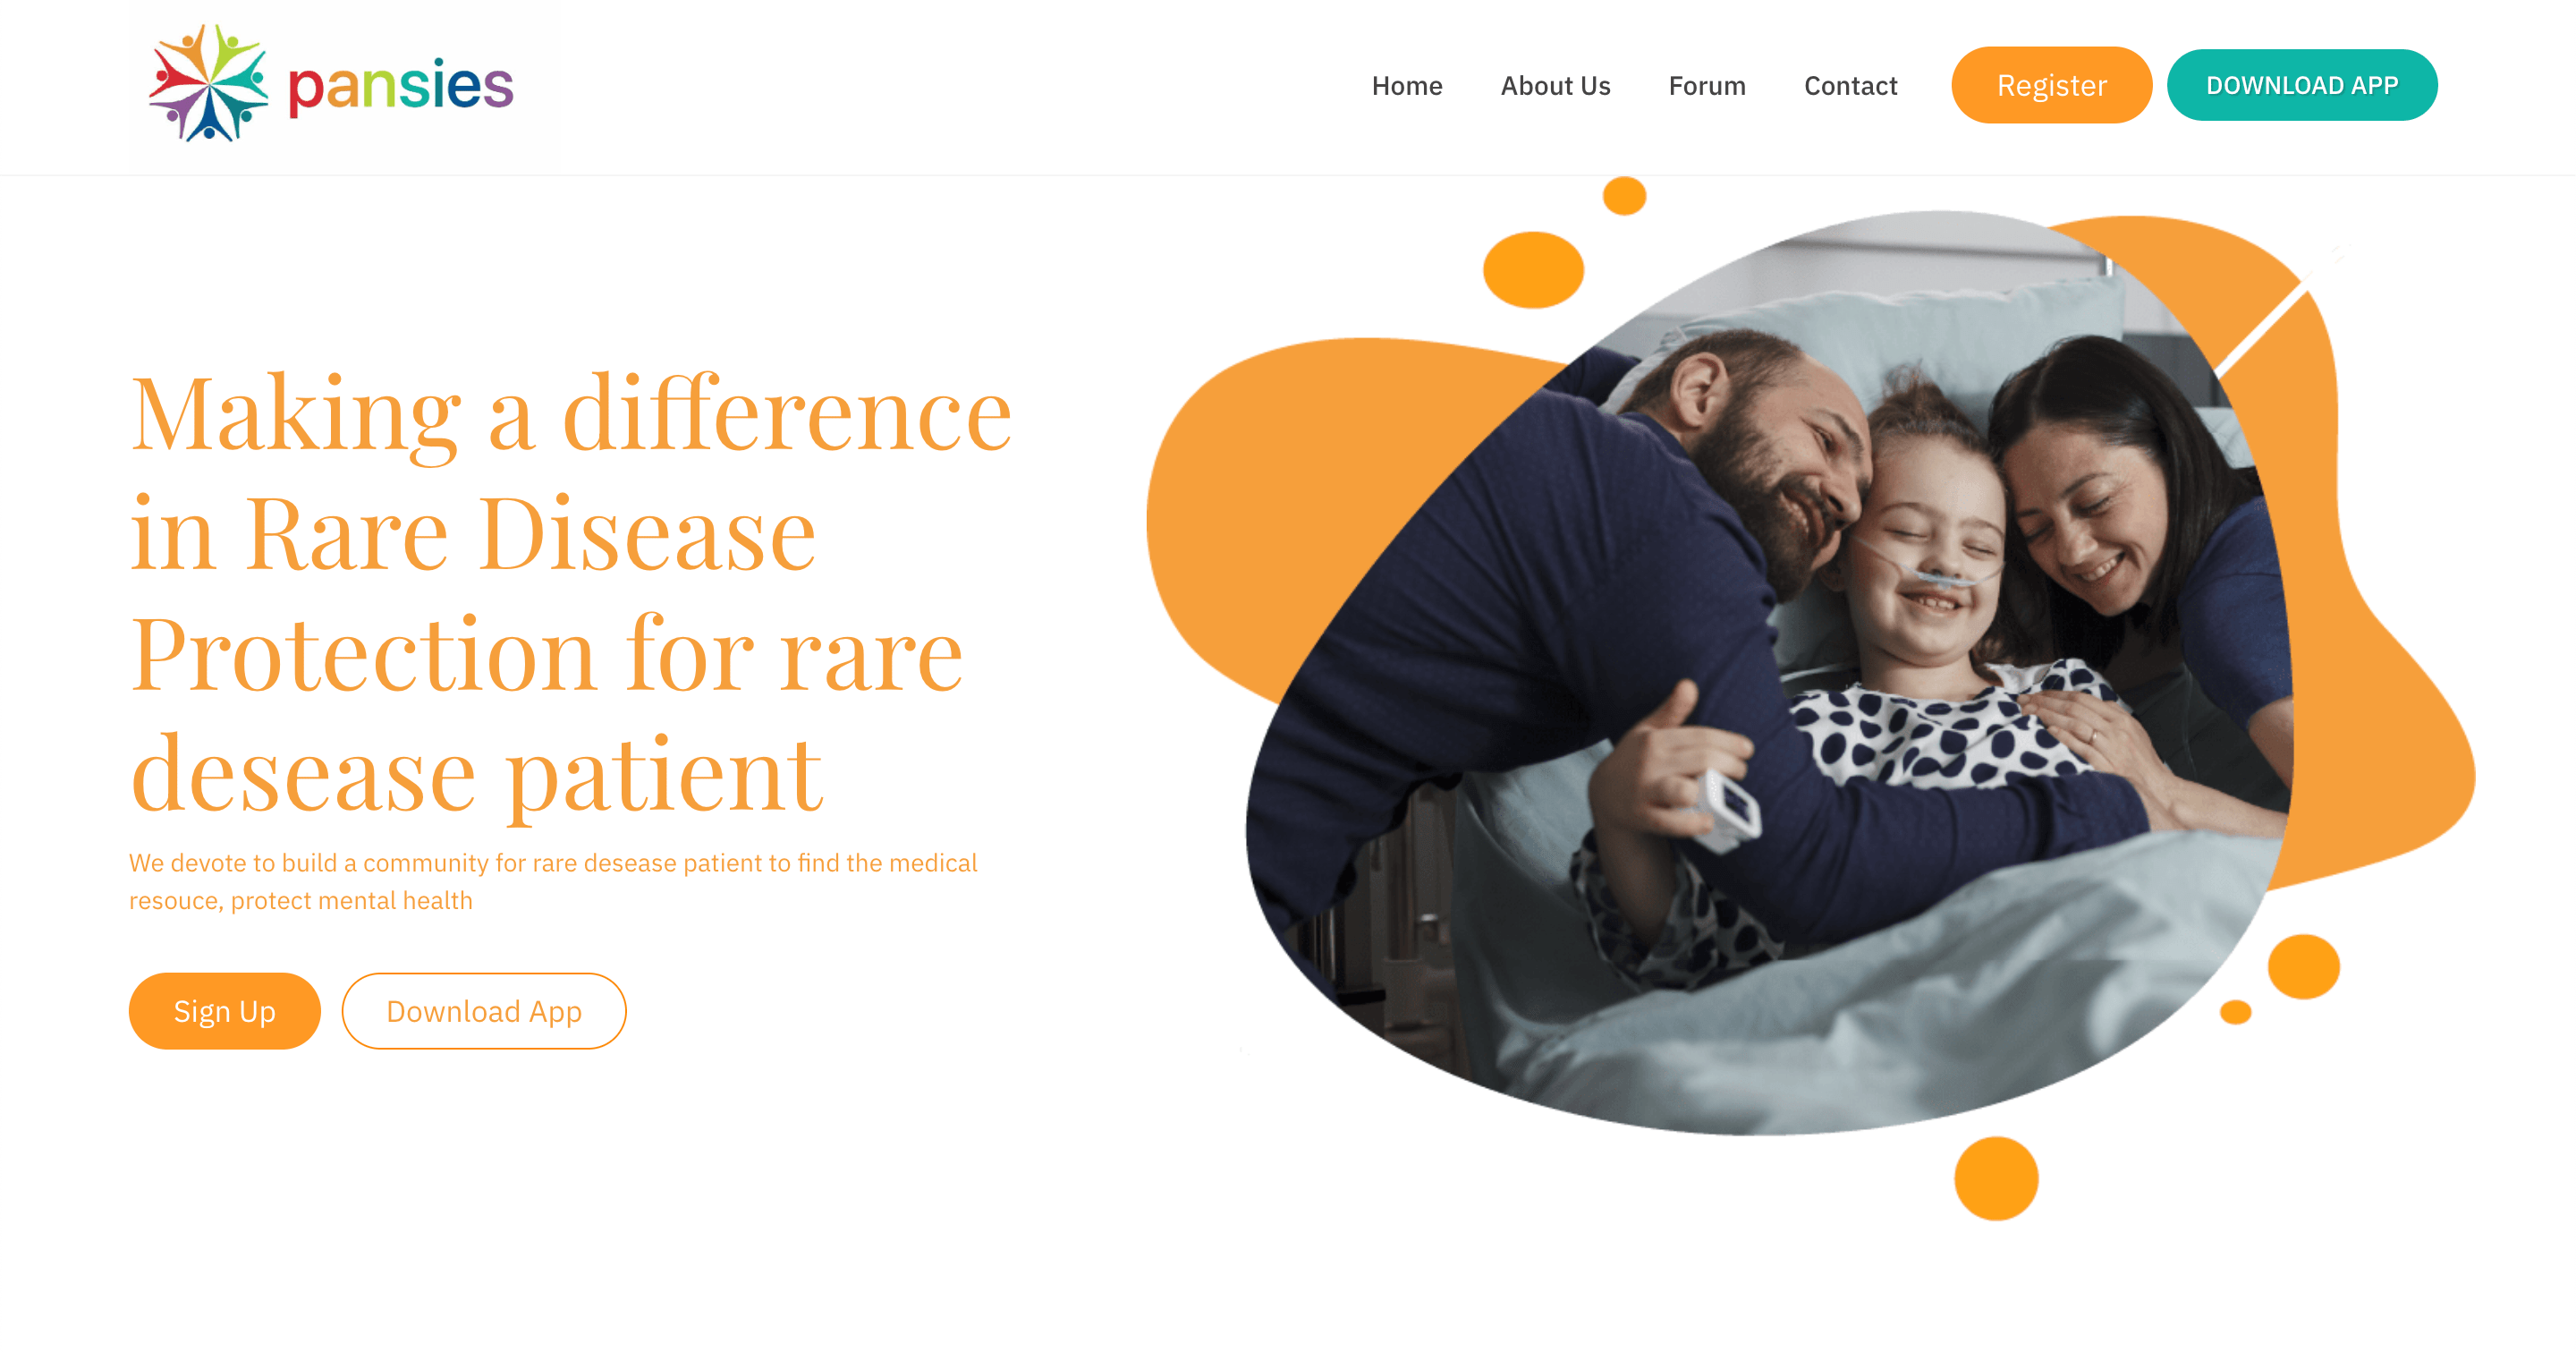 pansies
Home
About Us
Forum
Contact
Register
DOWNLOAD APP
Making a difference
in Rare Disease
Protection for rare
desease patient
We devote to build a community for rare desease patient to find the medical
resouce, protect mental health
Sign Up
Download App